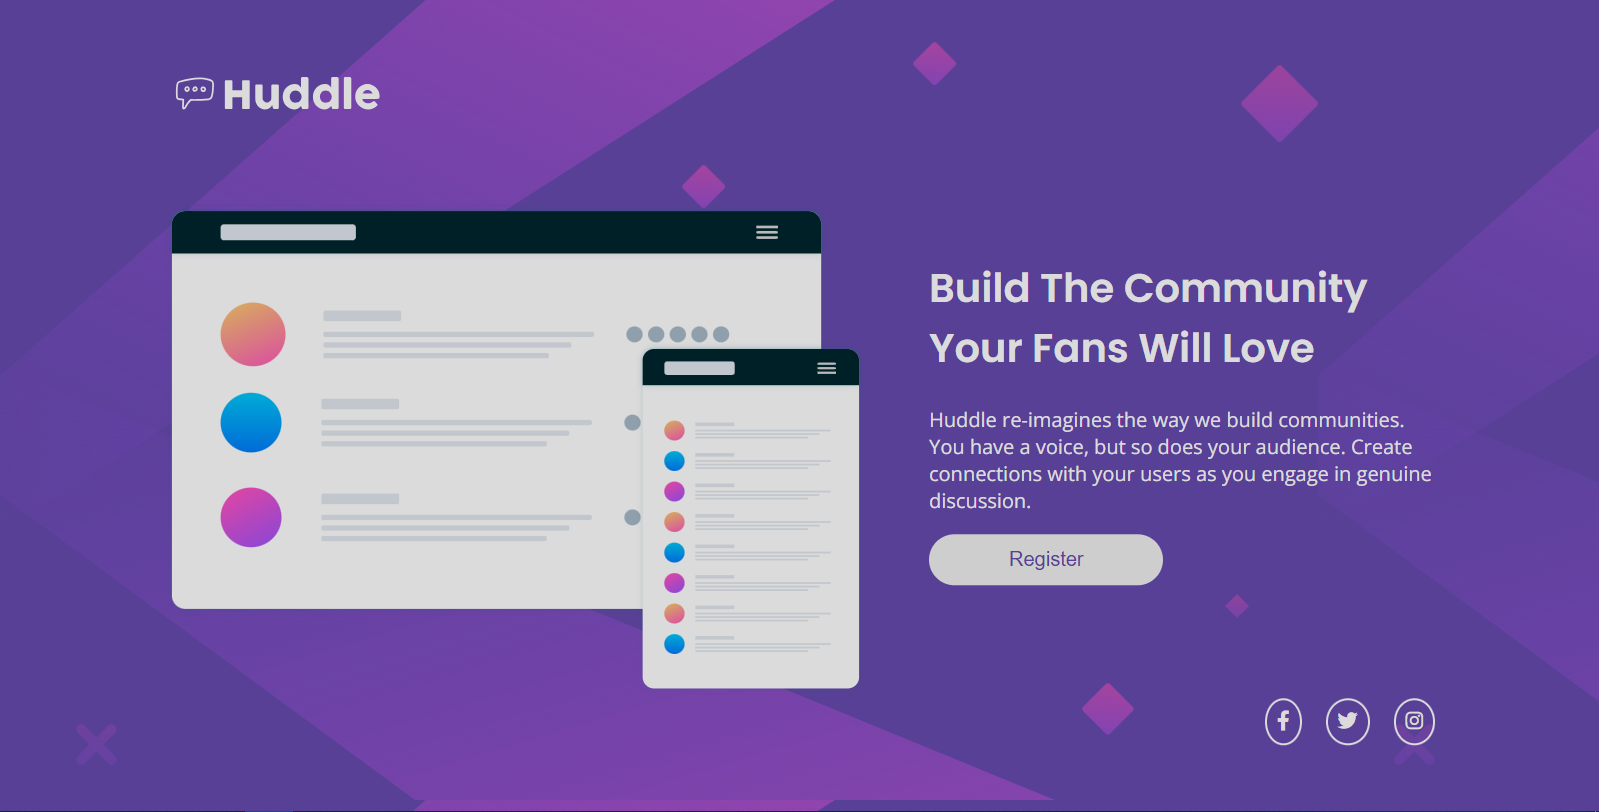 Huddle
Build The Community
Your Fans Will Love
Huddle re-imagines the way we build communities.
You have a voice, but so does your audience. Create
connections with your users as you engage in genuine
discussion.
Register